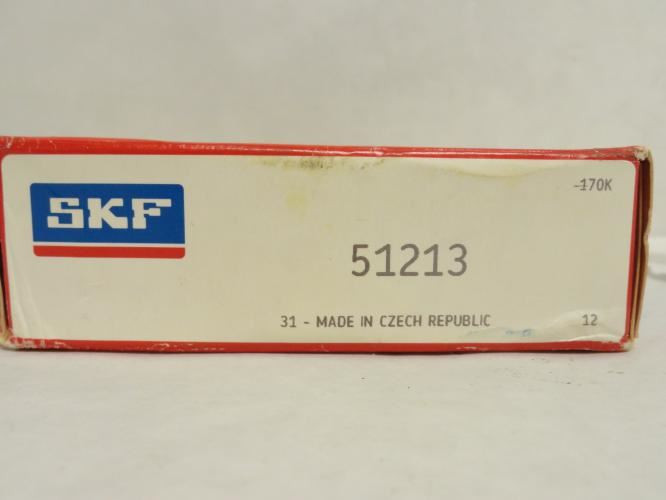 SKF
-170K
51213
31 - MADE IN CZECH REPUBLIC
12